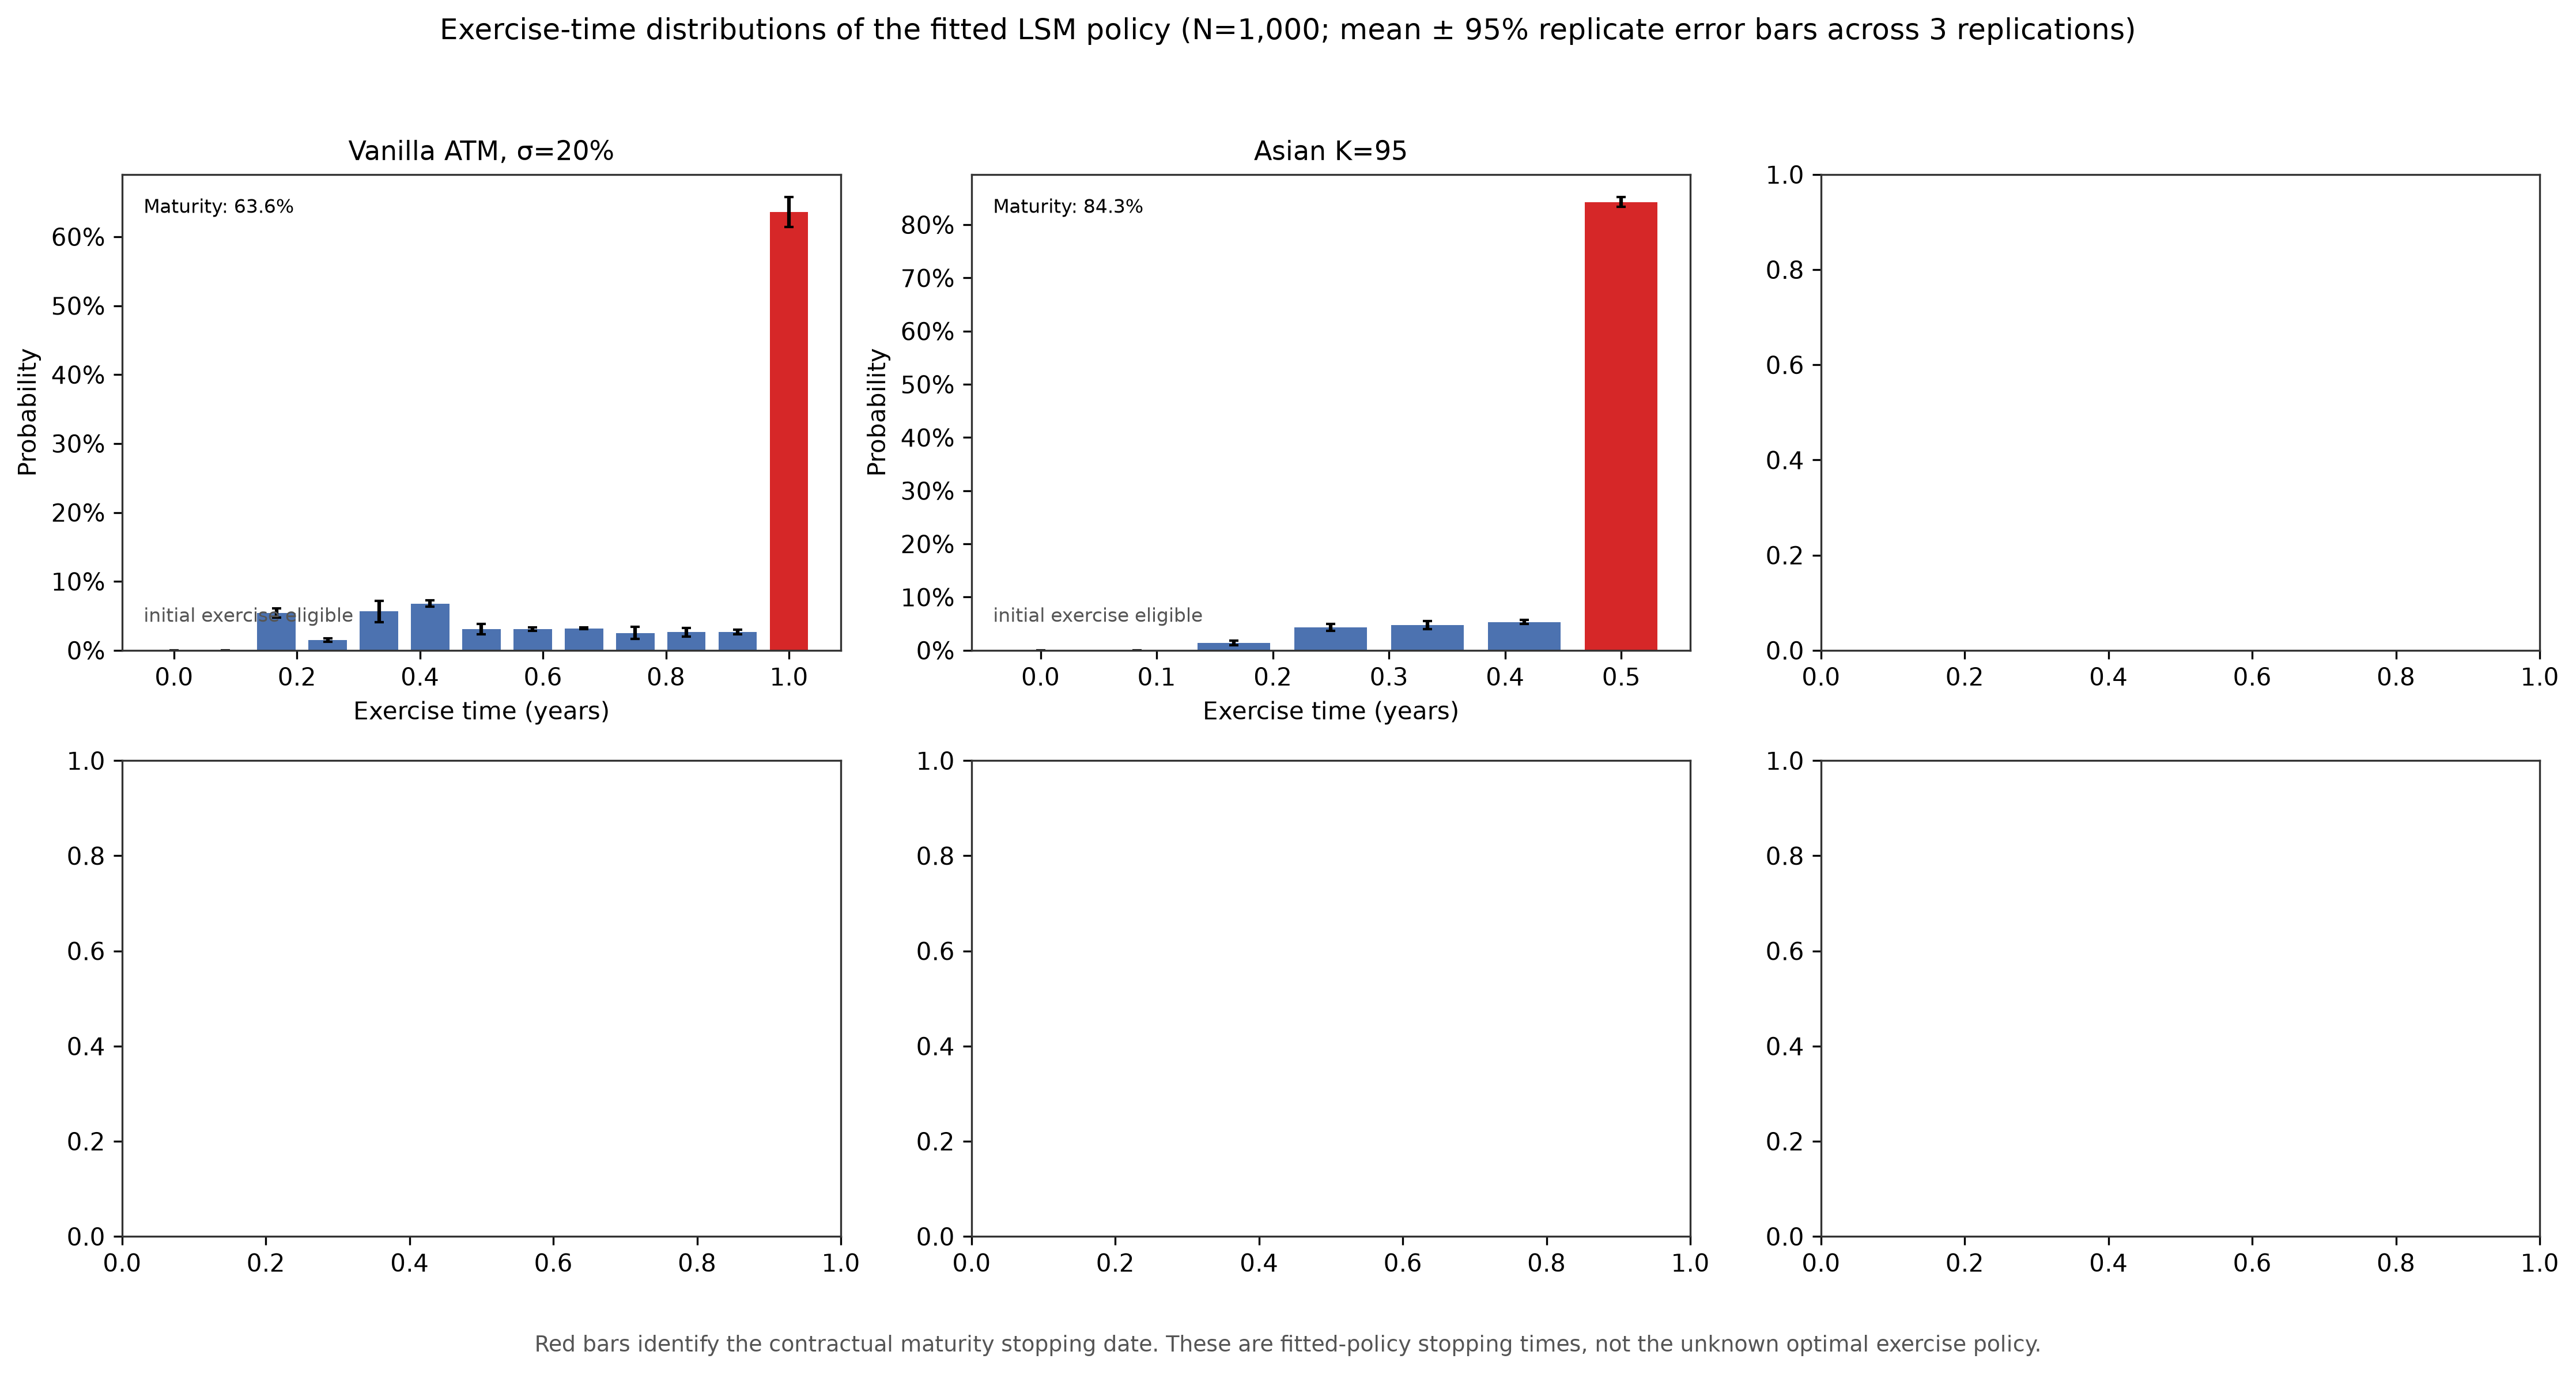 Exercise-time distributions of the fitted LSM policy (N=1,000; mean ± 95% replicate error bars across 3 replications)
Vanilla ATM, σ=20%
Maturity: 63.6%
60%
50%
40%
30%
20%
10%
0%
Probability
initial exercise eligible
0.0 0.2 0.4 0.6 0.8 1.0
Exercise time (years)
Asian K=95
Maturity: 84.3%
80%
70%
60%
50%
40%
30%
20%
10%
0%
Probability
initial exercise eligible
0.0 0.1 0.2 0.3 0.4 0.5
Exercise time (years)
1.0
0.8
0.6
0.4
0.2
0.0
0.0 0.2 0.4 0.6 0.8 1.0
1.0
0.8
0.6
0.4
0.2
0.0
0.0 0.2 0.4 0.6 0.8 1.0
1.0
0.8
0.6
0.4
0.2
0.0
0.0 0.2 0.4 0.6 0.8 1.0
1.0
0.8
0.6
0.4
0.2
0.0
0.0 0.2 0.4 0.6 0.8 1.0
Red bars identify the contractual maturity stopping date. These are fitted-policy stopping times, not the unknown optimal exercise policy.